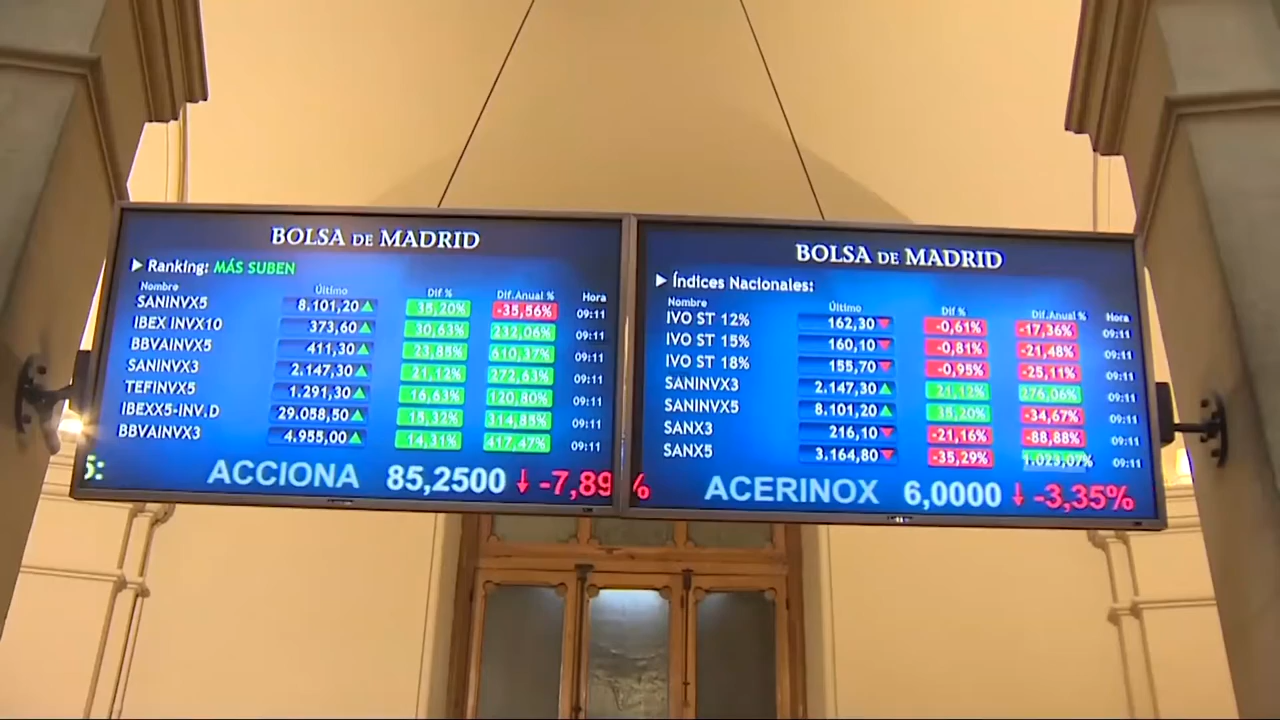 BOLSA DE MADRID
Ranking: MÁS SUBEN
Nombre Último Dif % Dif.Anual % Hora
SANINVX5 8.101,20 35,20% -35,56% 09:11
IBEX INVX10 373,60 30,63% 232,06% 09:11
BBVAINVX5 411,30 23,85% 610,37% 09:11
SANINVX3 2.147,30 21,12% 272,63% 09:11
TEFINVX5 1.291,30 16,63% 120,80% 09:11
IBEXX5-INV.D 29.058,50 15,32% 314,85% 09:11
BBVAINVX3 4.955,00 14,31% 417,47% 09:11
5: ACCIONA 85,2500 ↓ -7,89%
BOLSA DE MADRID
Índices Nacionales:
Nombre Último Dif % Dif.Anual % Hora
IVO ST 12% 162,30 -0,61% -17,36% 09:11
IVO ST 15% 160,10 -0,81% -21,48% 09:11
IVO ST 18% 155,70 -0,95% -25,11% 09:11
SANINVX3 2.147,30 21,12% 276,06% 09:11
SANINVX5 8.101,20 35,20% -34,67% 09:11
SANX3 216,10 -21,16% -88,88% 09:11
SANX5 3.164,80 -35,29% 1.023,07% 09:11
ACERINOX 6,0000 ↓ -3,35%